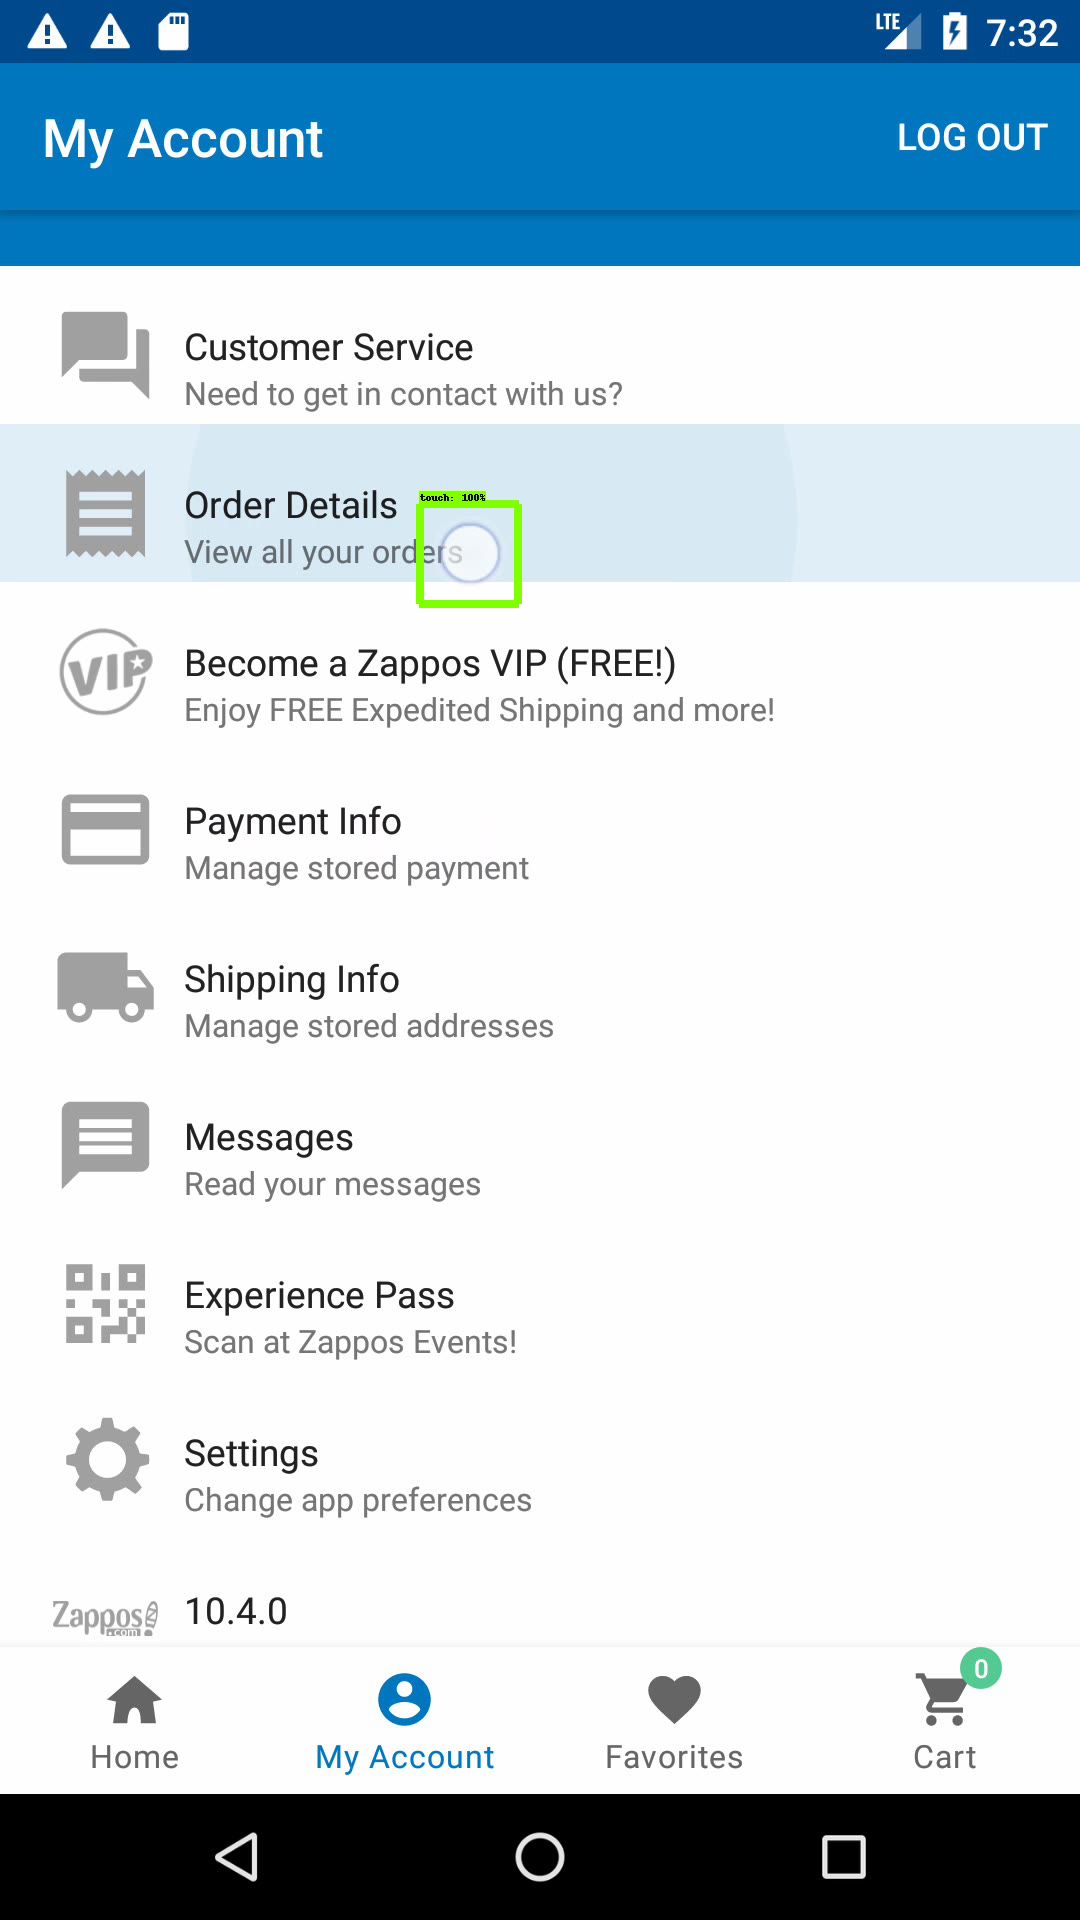 LTE 7:32
My Account LOG OUT
Customer Service
Need to get in contact with us?
touch: 100%
Order Details
View all your orders
VIP
Become a Zappos VIP (FREE!)
Enjoy FREE Expedited Shipping and more!
Payment Info
Manage stored payment
Shipping Info
Manage stored addresses
Messages
Read your messages
Experience Pass
Scan at Zappos Events!
Settings
Change app preferences
Zappos .com 10.4.0
0
Home My Account Favorites Cart